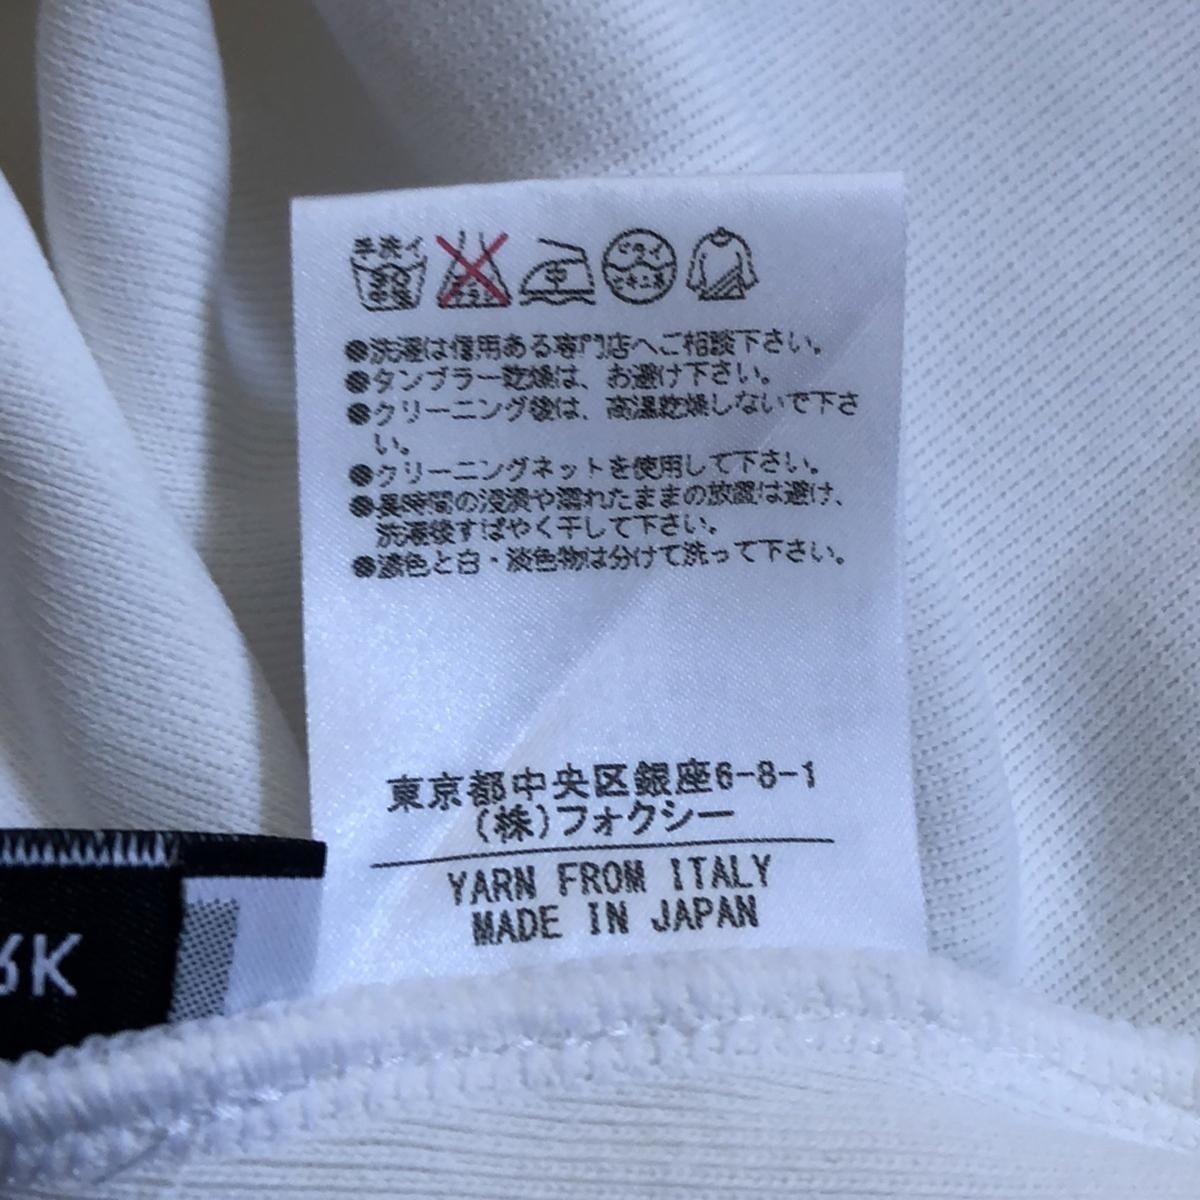 手洗イ
中
●洗濯は信用ある専門店へご相談下さい。
●タンブラー乾燥は、お避け下さい。
●クリーニング後は、高温乾燥しないで下さ
い。
●クリーニングネットを使用して下さい。
●長時間の浸漬や濡れたままの放置は避け、
洗濯後すばやく干して下さい。
●濃色と白・淡色物は分けて洗って下さい。
東京都中央区銀座6-8-1
(株)フォクシー
YARN FROM ITALY
MADE IN JAPAN